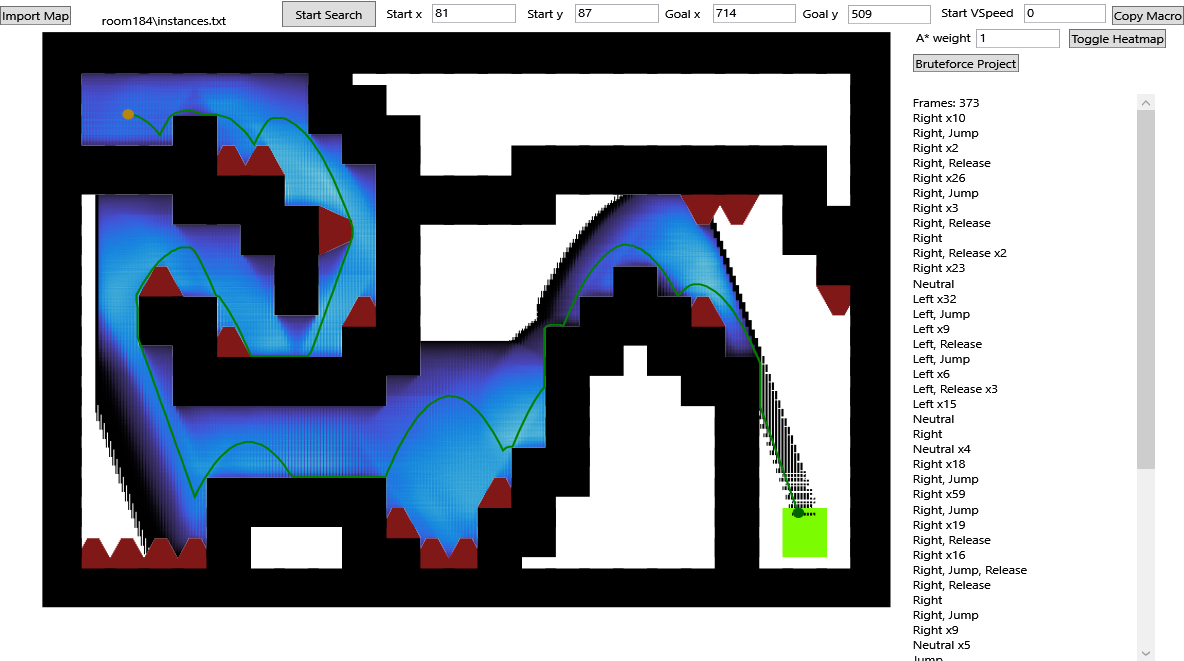 Import Map room184\instances.txt Start Search Start x 81 Start y 87 Goal x 714 Goal y 509 Start VSpeed 0 Copy Macro
A* weight 1 Toggle Heatmap
Bruteforce Project
Frames: 373
Right x10
Right, Jump
Right x2
Right, Release
Right x26
Right, Jump
Right x3
Right, Release
Right
Right, Release x2
Right x23
Neutral
Left x32
Left, Jump
Left x9
Left, Release
Left, Jump
Left x6
Left, Release x3
Left x15
Neutral
Right
Neutral x4
Right x18
Right, Jump
Right x59
Right, Jump
Right x19
Right, Release
Right x16
Right, Jump, Release
Right, Release
Right
Right, Jump
Right x9
Neutral x5
Jump